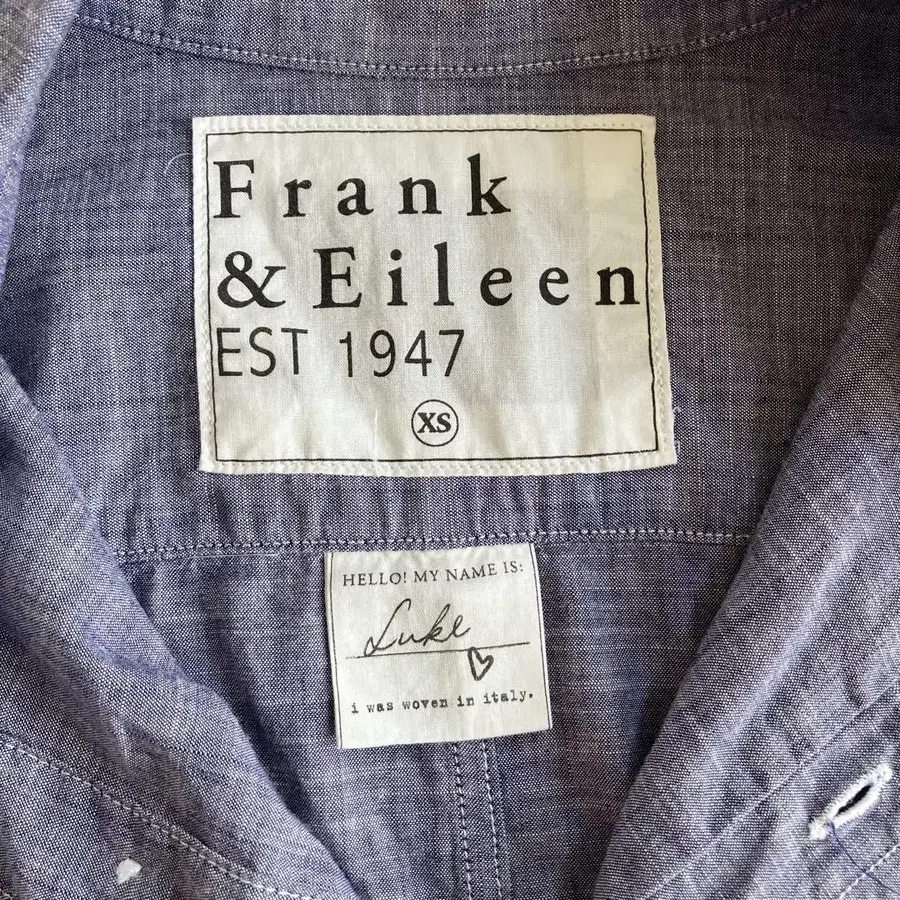 Frank
& Eileen
EST 1947
XS
HELLO! MY NAME IS:
Luke
i was woven in italy.